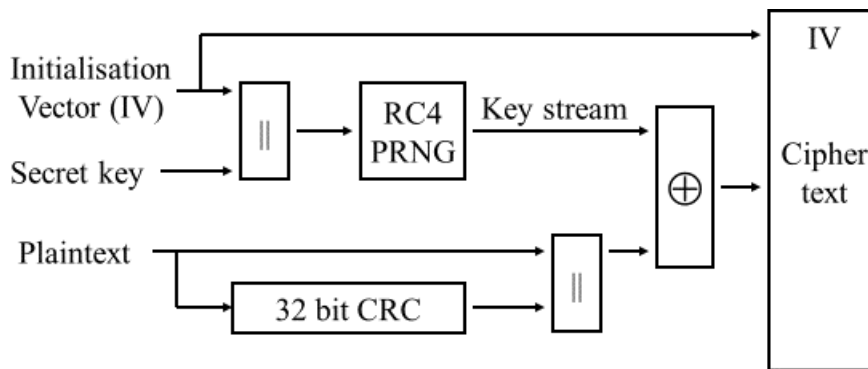 IV
Initialisation
Vector (IV)
||
RC4
PRNG
Key stream
Secret key
Cipher
text
⊕
Plaintext
||
32 bit CRC